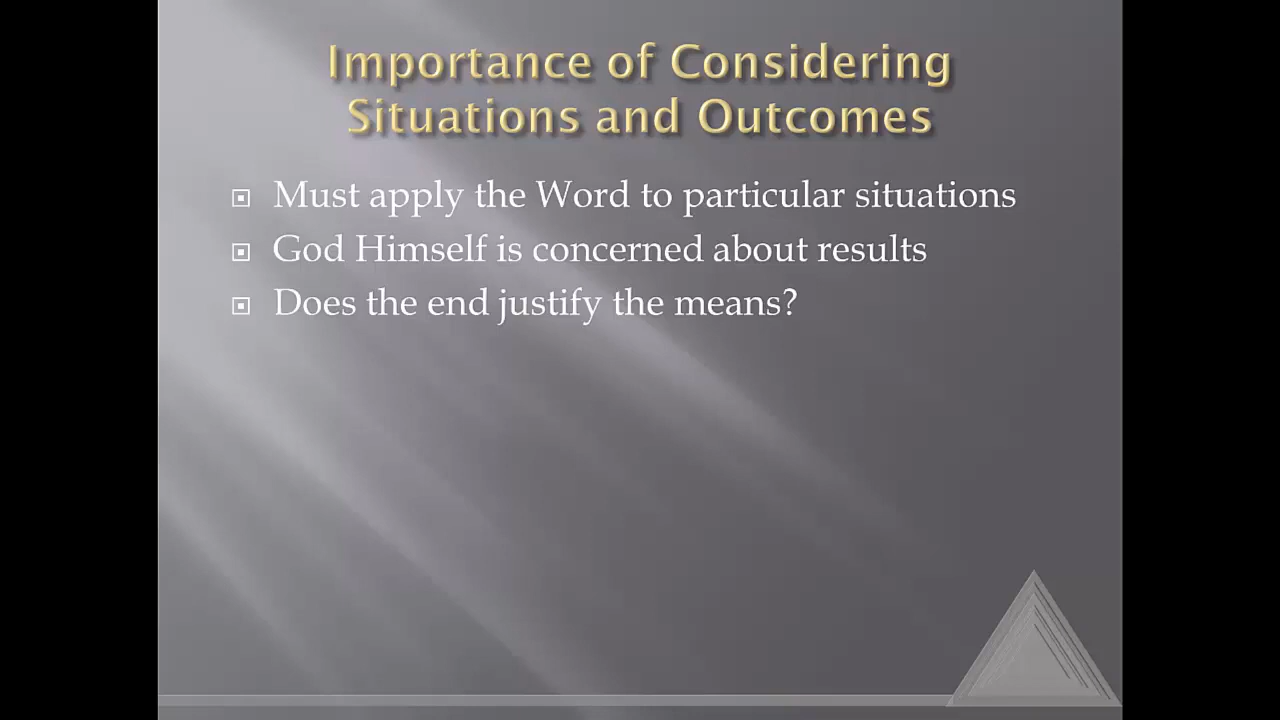 Importance of Considering
Situations and Outcomes
Must apply the Word to particular situations
God Himself is concerned about results
Does the end justify the means?